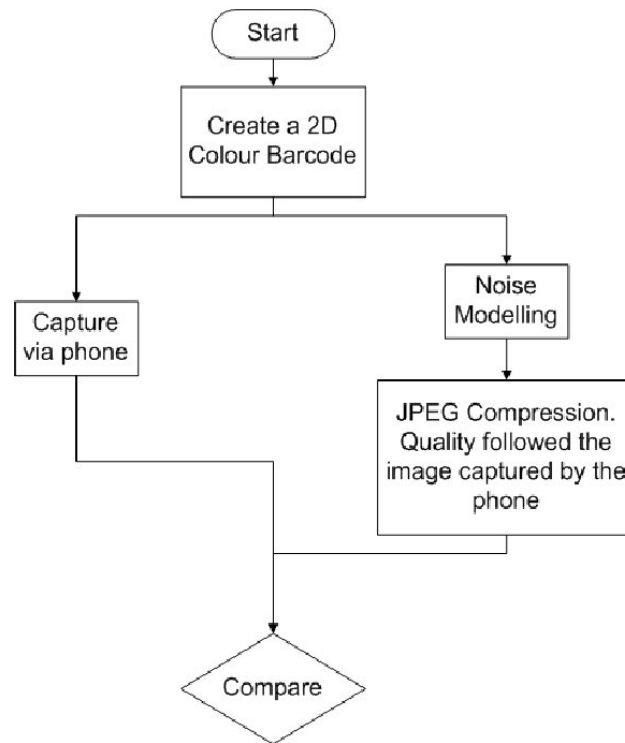 Start
Create a 2D
Colour Barcode
Capture
via phone
Noise
Modelling
JPEG Compression.
Quality followed the
image captured by the
phone
Compare